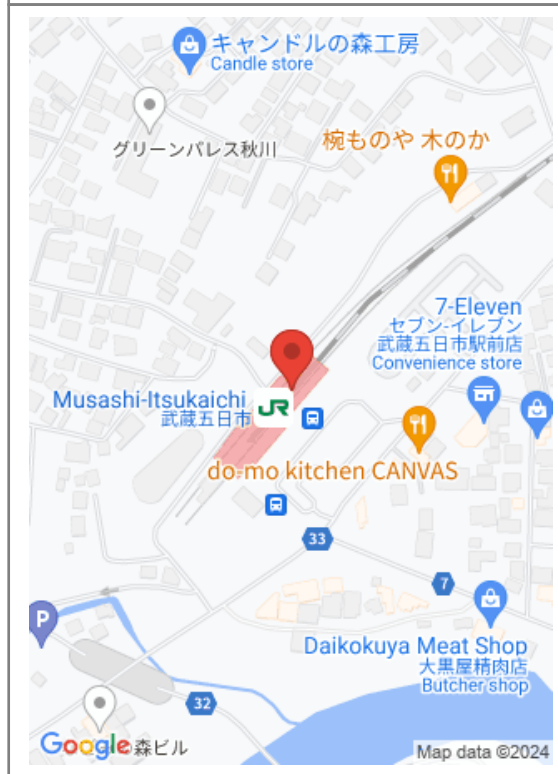 キャンドルの森工房
Candle store
グリーンパレス秋川
椀ものや 木のか
7-Eleven
セブン-イレブン
武蔵五日市駅前店
Convenience store
Musashi-Itsukaichi
武蔵五日市
JR
do-mo kitchen CANVAS
33
7
Daikokuya Meat Shop
大黒屋精肉店
Butcher shop
P
32
Google
森ビル
Map data ©2024